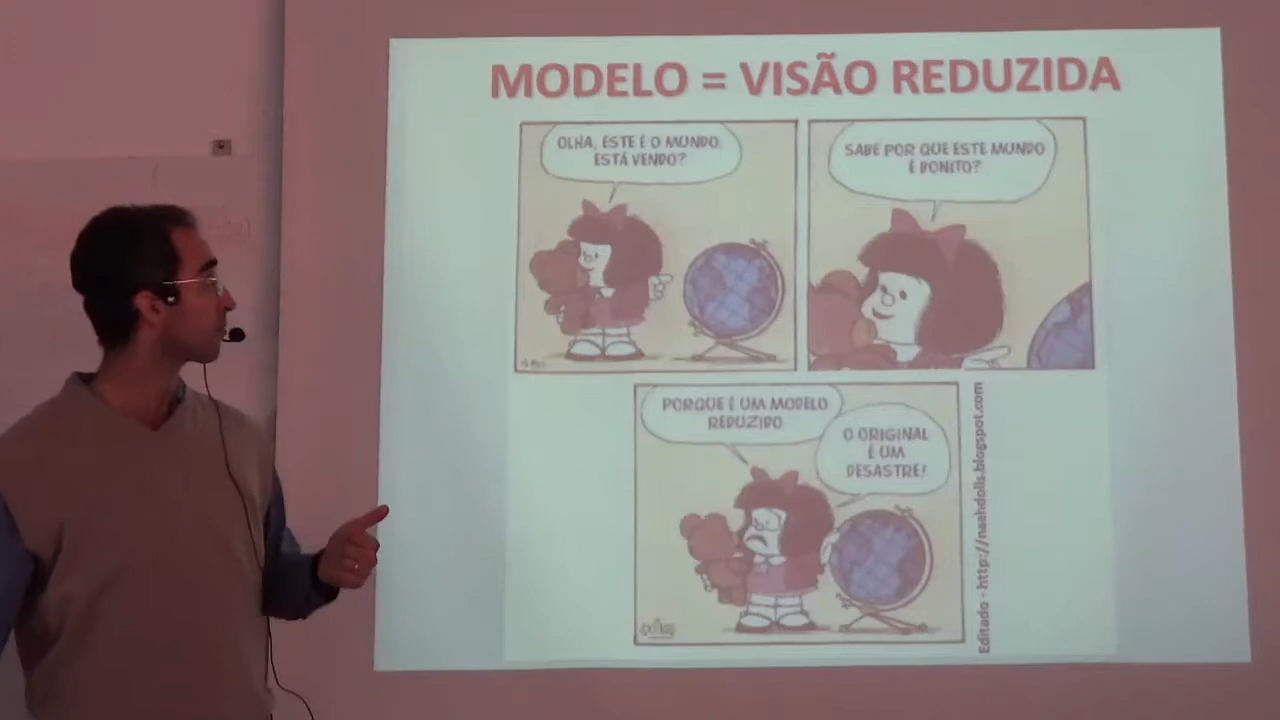 MODELO = VISÃO REDUZIDA
OLHA, ESTE É O MUNDO,
ESTÁ VENDO?
SABE POR QUE ESTE MUNDO
É BONITO?
PORQUE É UM MODELO
REDUZIDO
O ORIGINAL
É UM
DESASTRE!
Editado - http://naahdolls.blogspot.com